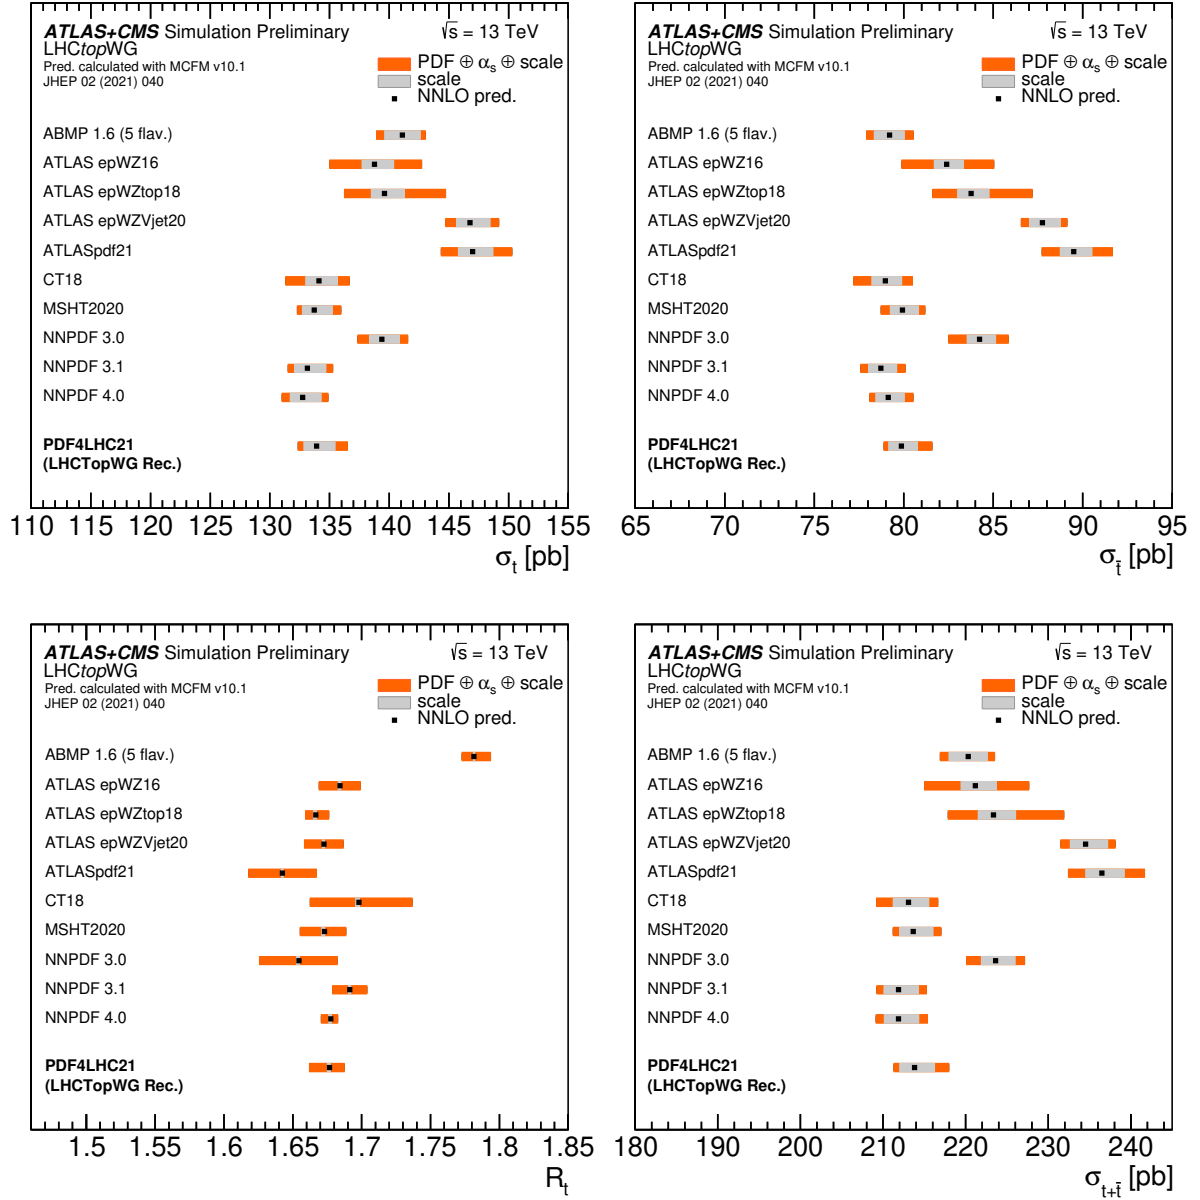 ATLAS+CMS Simulation Preliminary
√s = 13 TeV
LHCtopWG
Pred. calculated with MCFM v10.1
JHEP 02 (2021) 040
PDF ⊕ αs ⊕ scale
scale
NNLO pred.
ABMP 1.6 (5 flav.)
ATLAS epWZ16
ATLAS epWZtop18
ATLAS epWZVjet20
ATLASpdf21
CT18
MSHT2020
NNPDF 3.0
NNPDF 3.1
NNPDF 4.0
PDF4LHC21
(LHCTopWG Rec.)
110 115 120 125 130 135 140 145 150 155
σt [pb]
ATLAS+CMS Simulation Preliminary
√s = 13 TeV
LHCtopWG
Pred. calculated with MCFM v10.1
JHEP 02 (2021) 040
PDF ⊕ αs ⊕ scale
scale
NNLO pred.
ABMP 1.6 (5 flav.)
ATLAS epWZ16
ATLAS epWZtop18
ATLAS epWZVjet20
ATLASpdf21
CT18
MSHT2020
NNPDF 3.0
NNPDF 3.1
NNPDF 4.0
PDF4LHC21
(LHCTopWG Rec.)
65 70 75 80 85 90 95
σt̄ [pb]
ATLAS+CMS Simulation Preliminary
√s = 13 TeV
LHCtopWG
Pred. calculated with MCFM v10.1
JHEP 02 (2021) 040
PDF ⊕ αs ⊕ scale
scale
NNLO pred.
ABMP 1.6 (5 flav.)
ATLAS epWZ16
ATLAS epWZtop18
ATLAS epWZVjet20
ATLASpdf21
CT18
MSHT2020
NNPDF 3.0
NNPDF 3.1
NNPDF 4.0
PDF4LHC21
(LHCTopWG Rec.)
1.5 1.55 1.6 1.65 1.7 1.75 1.8 1.85
Rt
ATLAS+CMS Simulation Preliminary
√s = 13 TeV
LHCtopWG
Pred. calculated with MCFM v10.1
JHEP 02 (2021) 040
PDF ⊕ αs ⊕ scale
scale
NNLO pred.
ABMP 1.6 (5 flav.)
ATLAS epWZ16
ATLAS epWZtop18
ATLAS epWZVjet20
ATLASpdf21
CT18
MSHT2020
NNPDF 3.0
NNPDF 3.1
NNPDF 4.0
PDF4LHC21
(LHCTopWG Rec.)
180 190 200 210 220 230 240
σt+t̄ [pb]